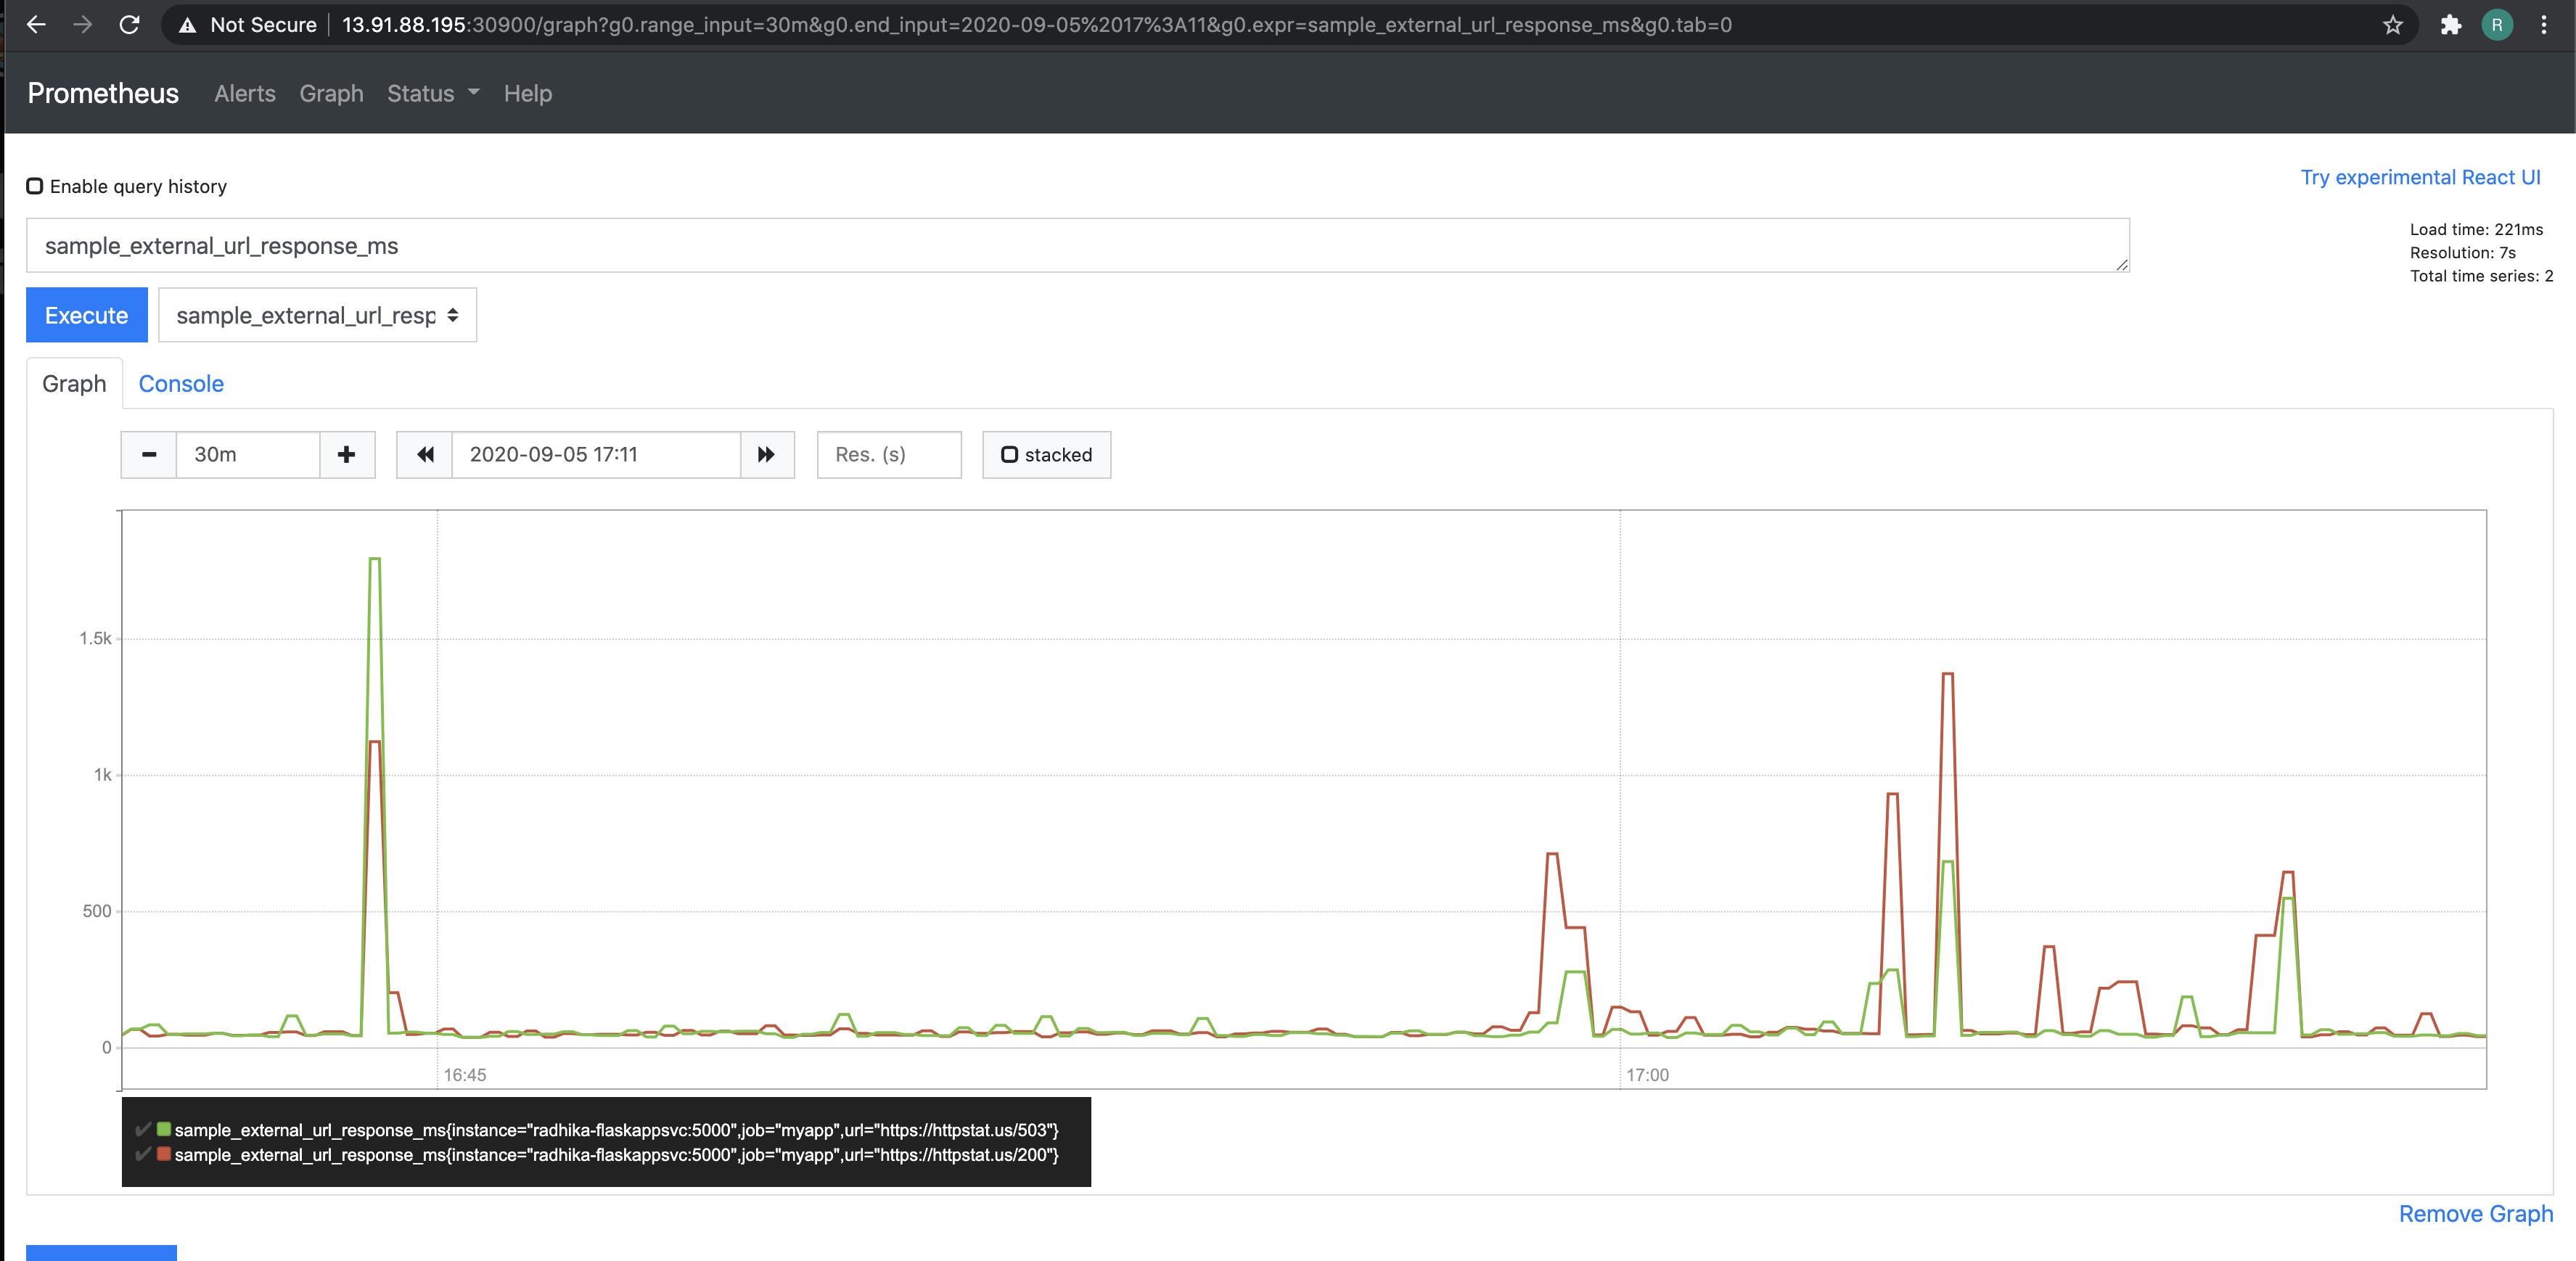 Not Secure 13.91.88.195:30900/graph?g0.range_input=30m&g0.end_input=2020-09-05%2017%3A11&g0.expr=sample_external_url_response_ms&g0.tab=0
R
Prometheus Alerts Graph Status Help
Enable query history
Try experimental React UI
sample_external_url_response_ms
Load time: 221ms
Resolution: 7s
Total time series: 2
Execute sample_external_url_resp
Graph Console
30m 2020-09-05 17:11 Res. (s) stacked
1.5k
1k
500
0
16:45 17:00
sample_external_url_response_ms{instance="radhika-flaskappsvc:5000",job="myapp",url="https://httpstat.us/503"}
sample_external_url_response_ms{instance="radhika-flaskappsvc:5000",job="myapp",url="https://httpstat.us/200"}
Remove Graph